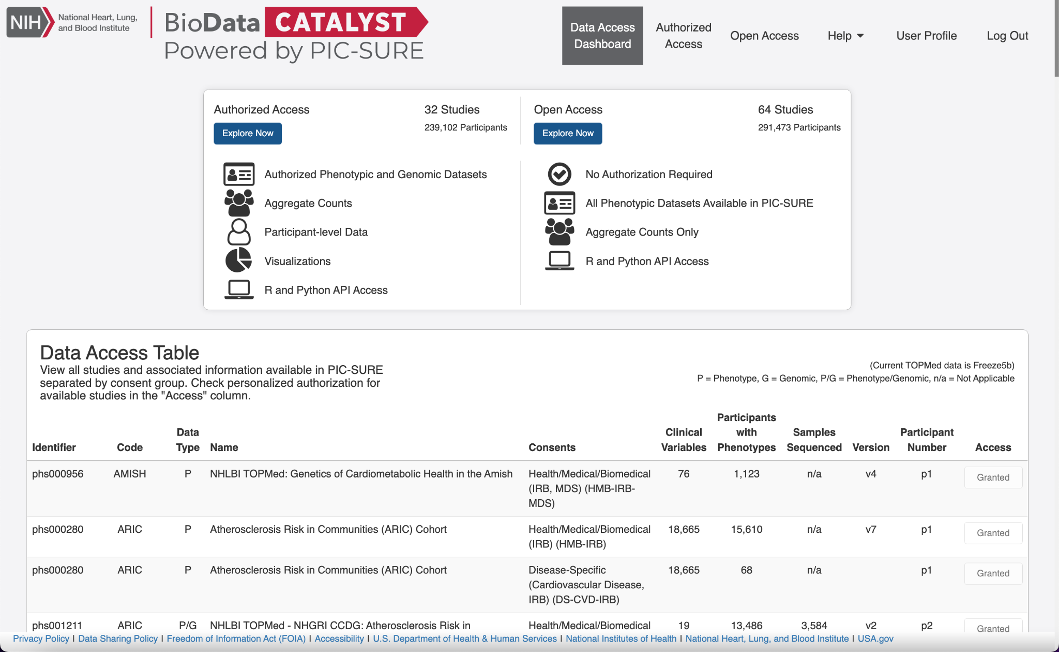 NIH National Heart, Lung,
and Blood Institute
BioData CATALYST
Powered by PIC-SURE
Data Access
Dashboard
Authorized
Access
Open Access
Help
User Profile
Log Out
Authorized Access
32 Studies
Explore Now
239,102 Participants
Authorized Phenotypic and Genomic Datasets
Aggregate Counts
Participant-level Data
Visualizations
R and Python API Access
Open Access
64 Studies
Explore Now
291,473 Participants
No Authorization Required
All Phenotypic Datasets Available in PIC-SURE
Aggregate Counts Only
R and Python API Access
Data Access Table
View all studies and associated information available in PIC-SURE
separated by consent group. Check personalized authorization for
available studies in the "Access" column.
(Current TOPMed data is Freeze5b)
P = Phenotype, G = Genomic, P/G = Phenotype/Genomic, n/a = Not Applicable
Identifier
Code
Data
Type
Name
Consents
Clinical
Variables
Participants
with
Phenotypes
Samples
Sequenced
Version
Participant
Number
Access
phs000956 AMISH P NHLBI TOPMed: Genetics of Cardiometabolic Health in the Amish Health/Medical/Biomedical 76 1,123 n/a v4 p1 Granted
(IRB, MDS) (HMB-IRB-
MDS)
phs000280 ARIC P Atherosclerosis Risk in Communities (ARIC) Cohort Health/Medical/Biomedical 18,665 15,610 n/a v7 p1 Granted
(IRB) (HMB-IRB)
phs000280 ARIC P Atherosclerosis Risk in Communities (ARIC) Cohort Disease-Specific 18,665 68 n/a p1 Granted
(Cardiovascular Disease,
IRB) (DS-CVD-IRB)
phs001211 ARIC P/G NHLBI TOPMed - NHGRI CCDG: Atherosclerosis Risk in Health/Medical/Biomedical 19 13,486 3,584 v2 p2 Granted
Privacy Policy | Data Sharing Policy | Freedom of Information Act (FOIA) | Accessibility | U.S. Department of Health & Human Services | National Institutes of Health | National Heart, Lung, and Blood Institute | USA.gov